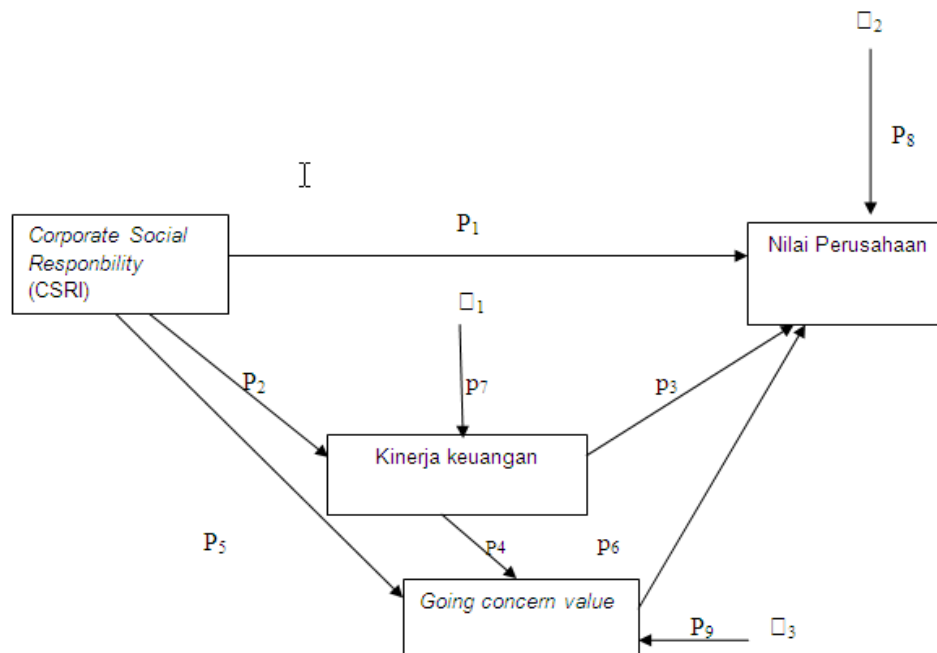 □₂
P₈
Corporate Social
Responbility
(CSRI)
P₁
Nilai Perusahaan
□₁
P₂
p₇
p₃
Kinerja keuangan
P₅
P4
p₆
Going concern value
P₉
□₃